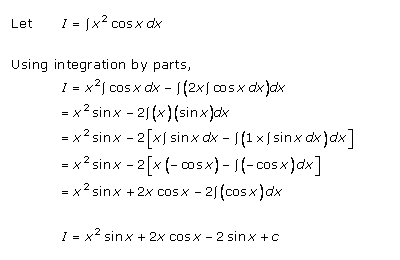 Let I = ∫x² cos x dx
Using integration by parts,
I = x²∫ cos x dx − ∫(2x∫ cos x dx)dx
= x² sin x − 2∫(x)(sin x)dx
= x² sin x − 2[x∫ sin x dx − ∫(1×∫ sin x dx)dx]
= x² sin x − 2[x(− cos x) − ∫(− cos x)dx]
= x² sin x + 2x cos x − 2∫(cos x)dx
I = x² sin x + 2x cos x − 2 sin x + c